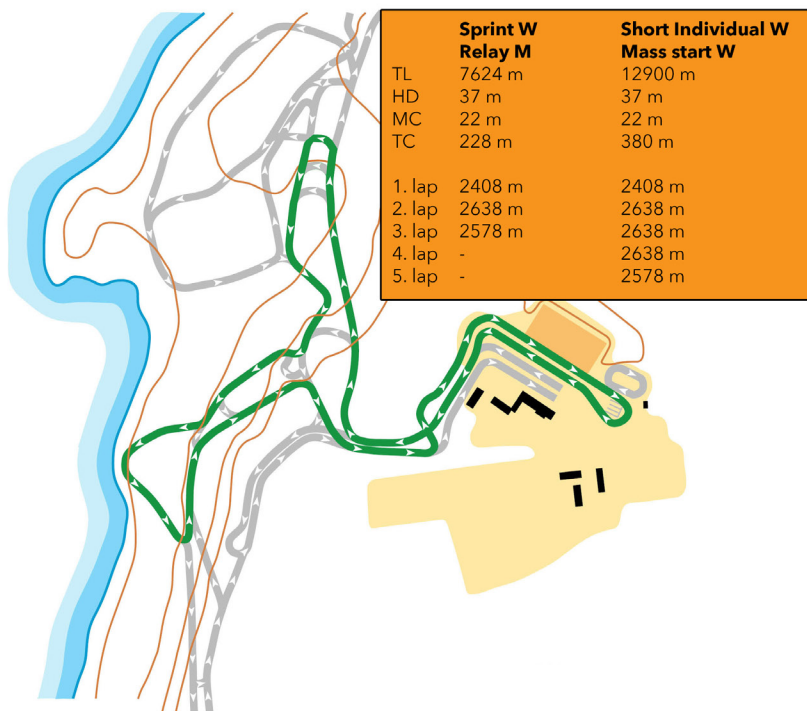 Sprint W Short Individual W
Relay M Mass start W
TL 7624 m 12900 m
HD 37 m 37 m
MC 22 m 22 m
TC 228 m 380 m
1. lap 2408 m 2408 m
2. lap 2638 m 2638 m
3. lap 2578 m 2638 m
4. lap - 2638 m
5. lap - 2578 m